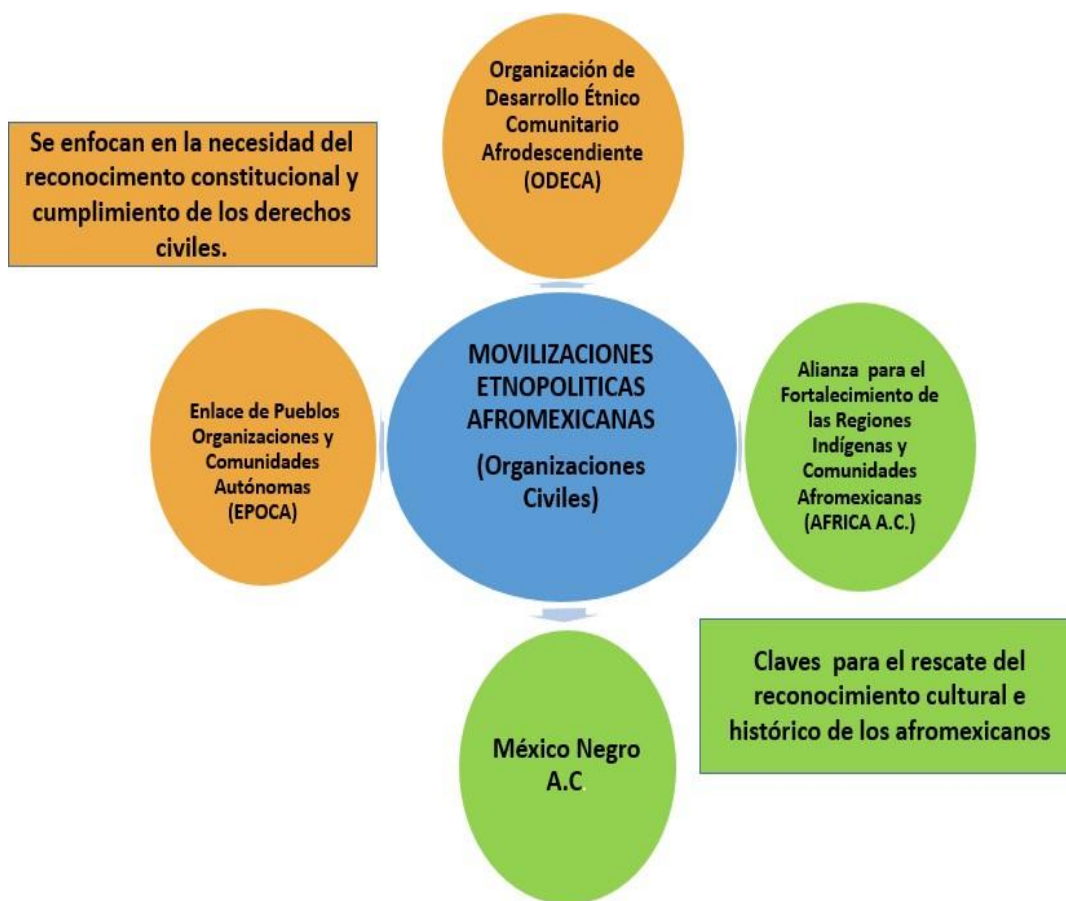 Organización de
Desarrollo Étnico
Comunitario
Afrodescendiente
(ODECA)
Se enfocan en la necesidad del
reconocimento constitucional y
cumplimiento de los derechos
civiles.
MOVILIZACIONES
ETNOPOLITICAS
AFROMEXICANAS
(Organizaciones
Civiles)
Enlace de Pueblos
Organizaciones y
Comunidades
Autónomas
(EPOCA)
Alianza para el
Fortalecimiento de
las Regiones
Indígenas y
Comunidades
Afromexicanas
(AFRICA A.C.)
Claves para el rescate del
reconocimiento cultural e
histórico de los afromexicanos
México Negro
A.C.